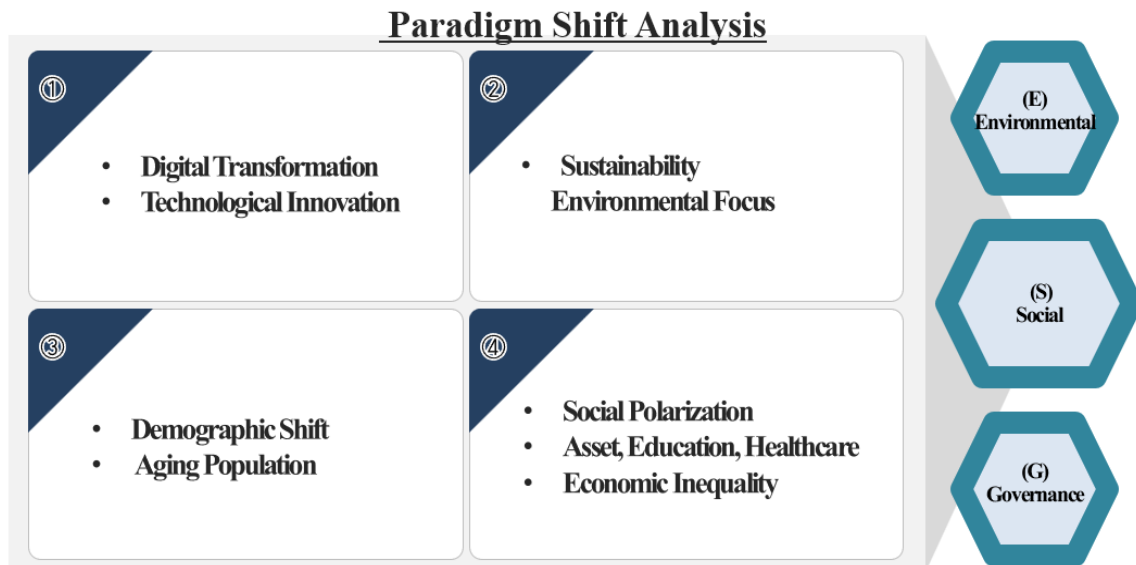 Paradigm Shift Analysis
①
• Digital Transformation
• Technological Innovation
②
• Sustainability
Environmental Focus
③
• Demographic Shift
• Aging Population
④
• Social Polarization
• Asset, Education, Healthcare
• Economic Inequality
(E)
Environmental
(S)
Social
(G)
Governance